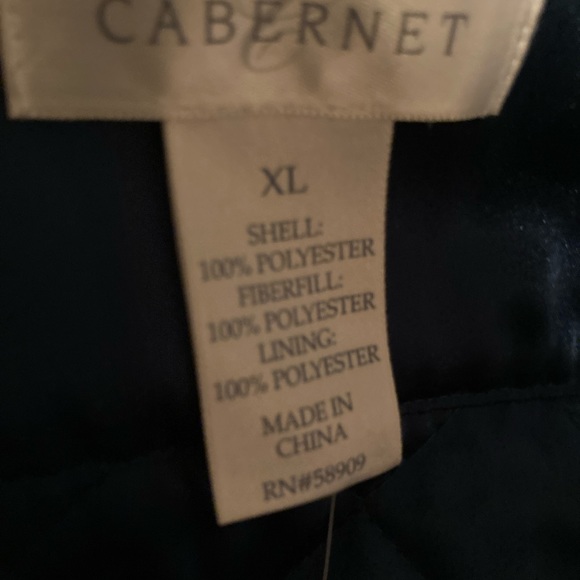 CABERNET
XL
SHELL:
100% POLYESTER
FIBERFILL:
100% POLYESTER
LINING:
100% POLYESTER
MADE IN
CHINA
RN#58909